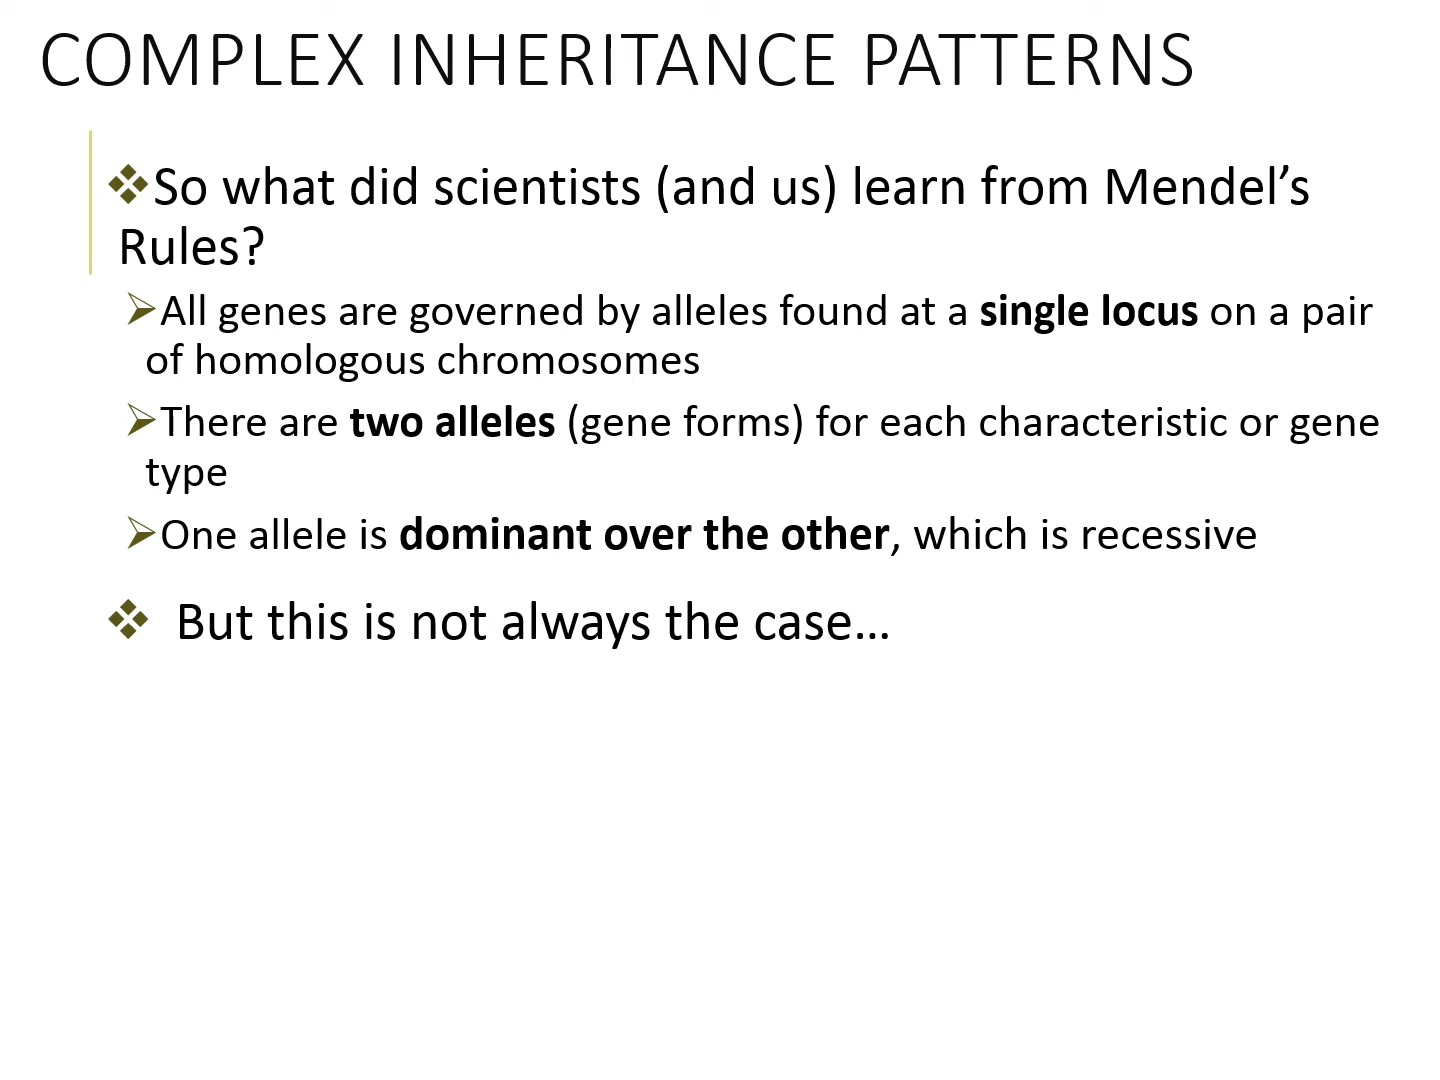 COMPLEX INHERITANCE PATTERNS
❖So what did scientists (and us) learn from Mendel’s
Rules?
➢All genes are governed by alleles found at a single locus on a pair
of homologous chromosomes
➢There are two alleles (gene forms) for each characteristic or gene
type
➢One allele is dominant over the other, which is recessive
❖ But this is not always the case…